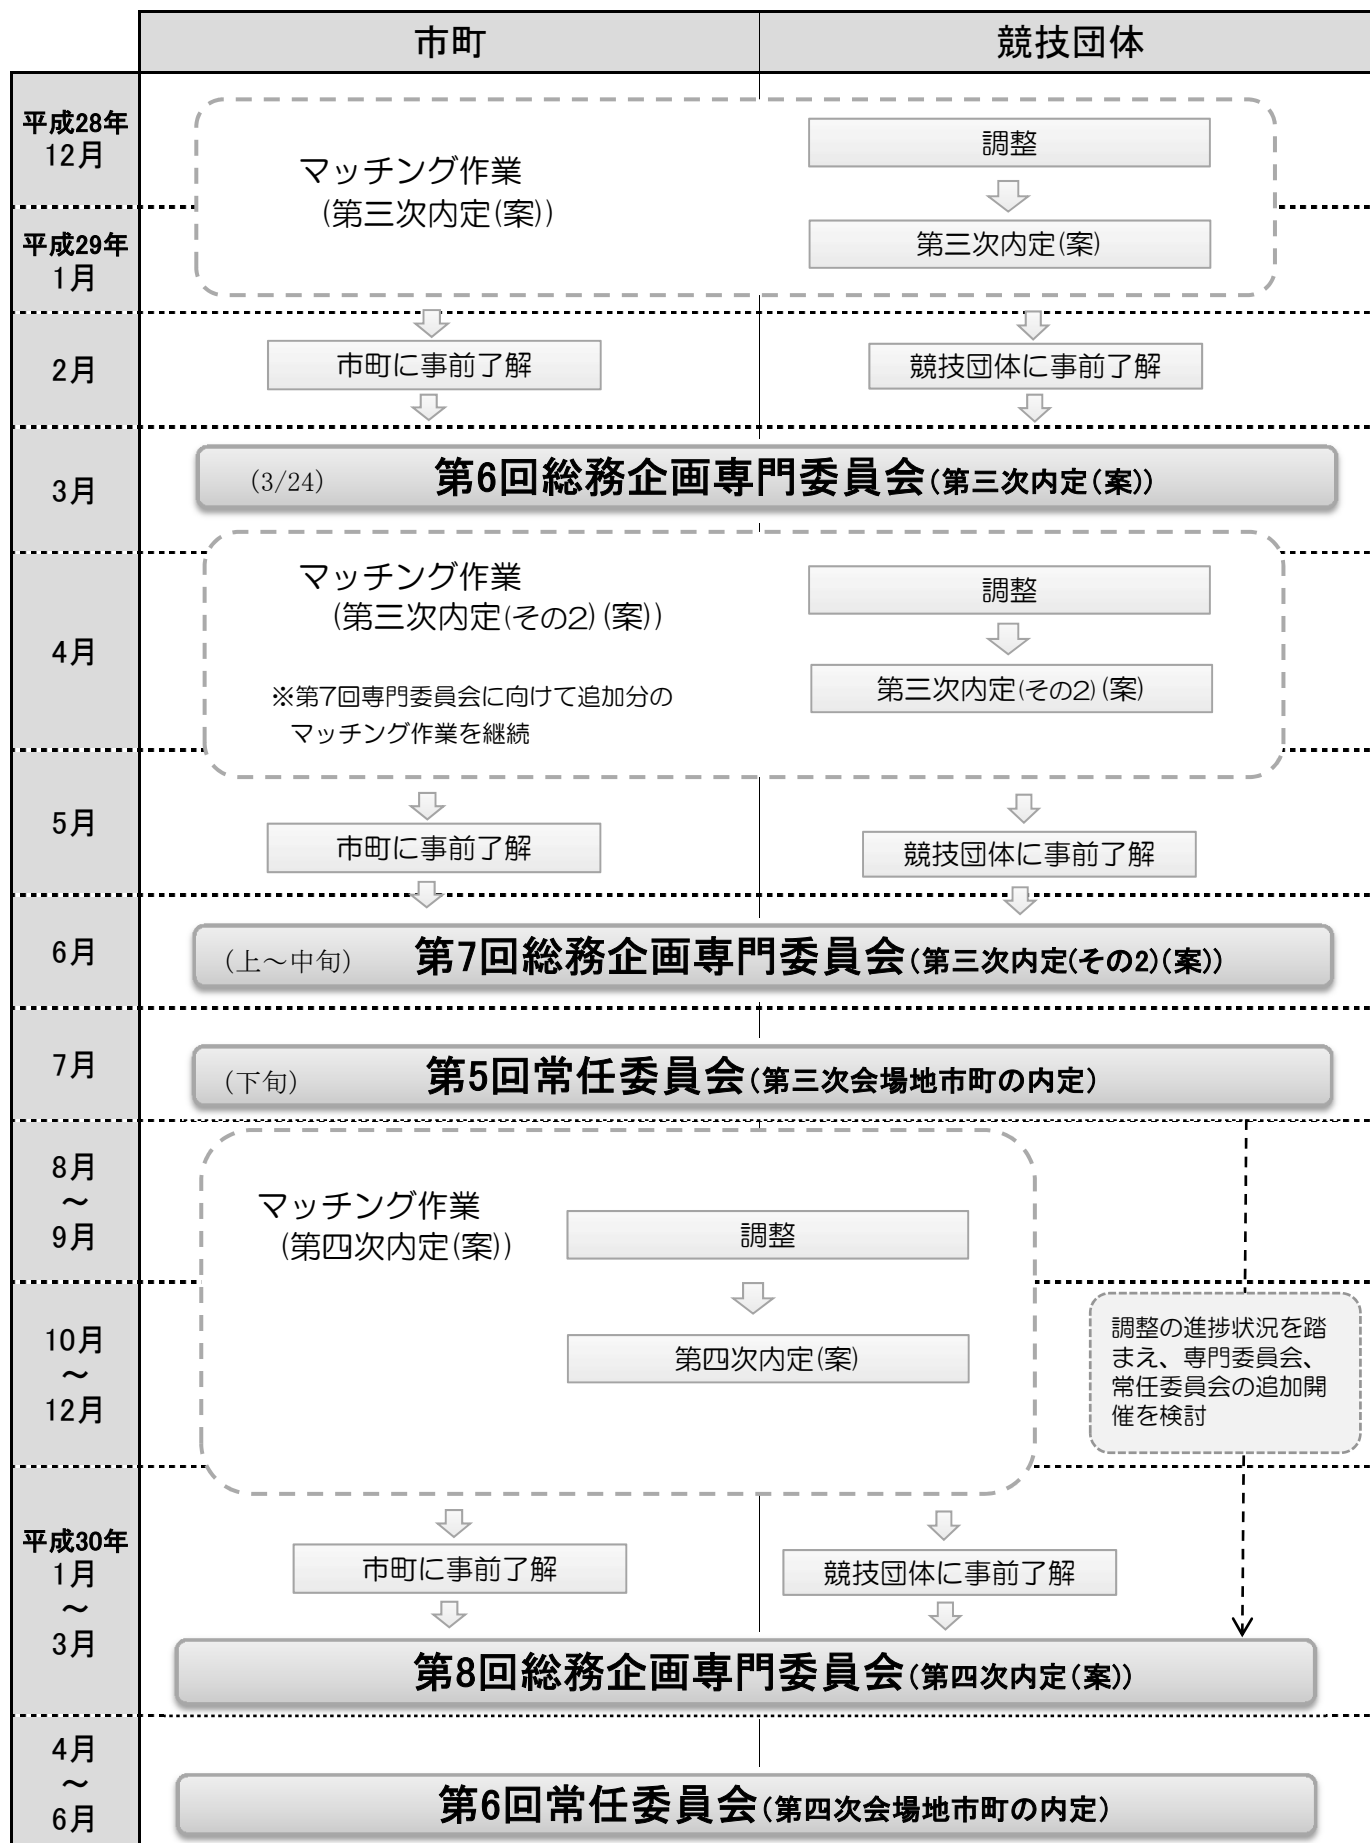 市町
競技団体
平成28年
12月
マッチング作業
(第三次内定(案))
調整
平成29年
1月
第三次内定(案)
2月
市町に事前了解
競技団体に事前了解
3月
(3/24)
第6回総務企画専門委員会(第三次内定(案))
4月
マッチング作業
(第三次内定(その2)(案))
※第7回専門委員会に向けて追加分の
マッチング作業を継続
調整
第三次内定(その2)(案)
5月
市町に事前了解
競技団体に事前了解
6月
(上～中旬)
第7回総務企画専門委員会(第三次内定(その2)(案))
7月
(下旬)
第5回常任委員会(第三次会場地市町の内定)
8月
～
9月
マッチング作業
(第四次内定(案))
調整
10月
～
12月
第四次内定(案)
調整の進捗状況を踏
まえ、専門委員会、
常任委員会の追加開
催を検討
平成30年
1月
～
3月
市町に事前了解
競技団体に事前了解
第8回総務企画専門委員会(第四次内定(案))
4月
～
6月
第6回常任委員会(第四次会場地市町の内定)